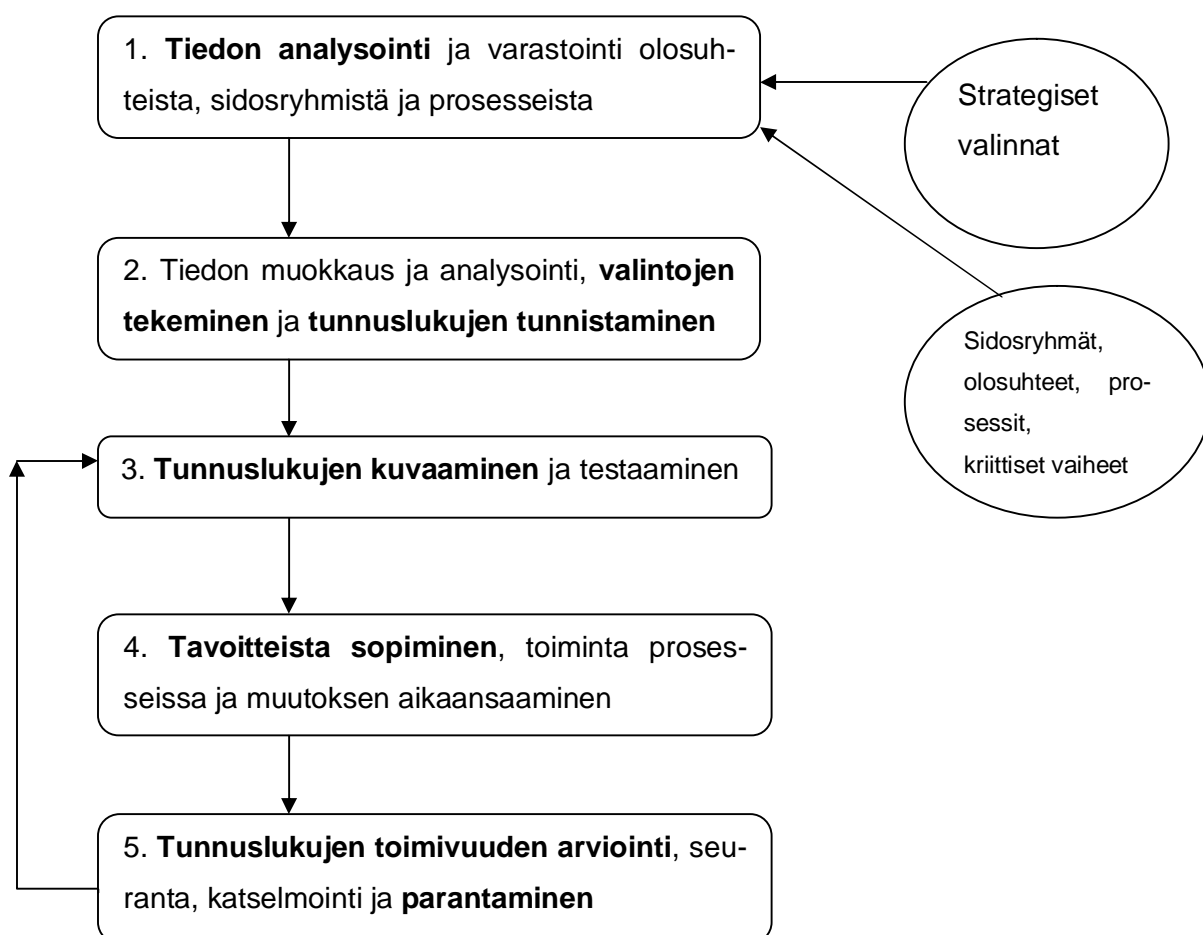 1. Tiedon analysointi ja varastointi olosuh-
teista, sidosryhmistä ja prosesseista
Strategiset
valinnat
2. Tiedon muokkaus ja analysointi, valintojen
tekeminen ja tunnuslukujen tunnistaminen
Sidosryhmät,
olosuhteet, pro-
sessit,
kriittiset vaiheet
3. Tunnuslukujen kuvaaminen ja testaaminen
4. Tavoitteista sopiminen, toiminta proses-
seissa ja muutoksen aikaansaaminen
5. Tunnuslukujen toimivuuden arviointi, seu-
ranta, katselmointi ja parantaminen